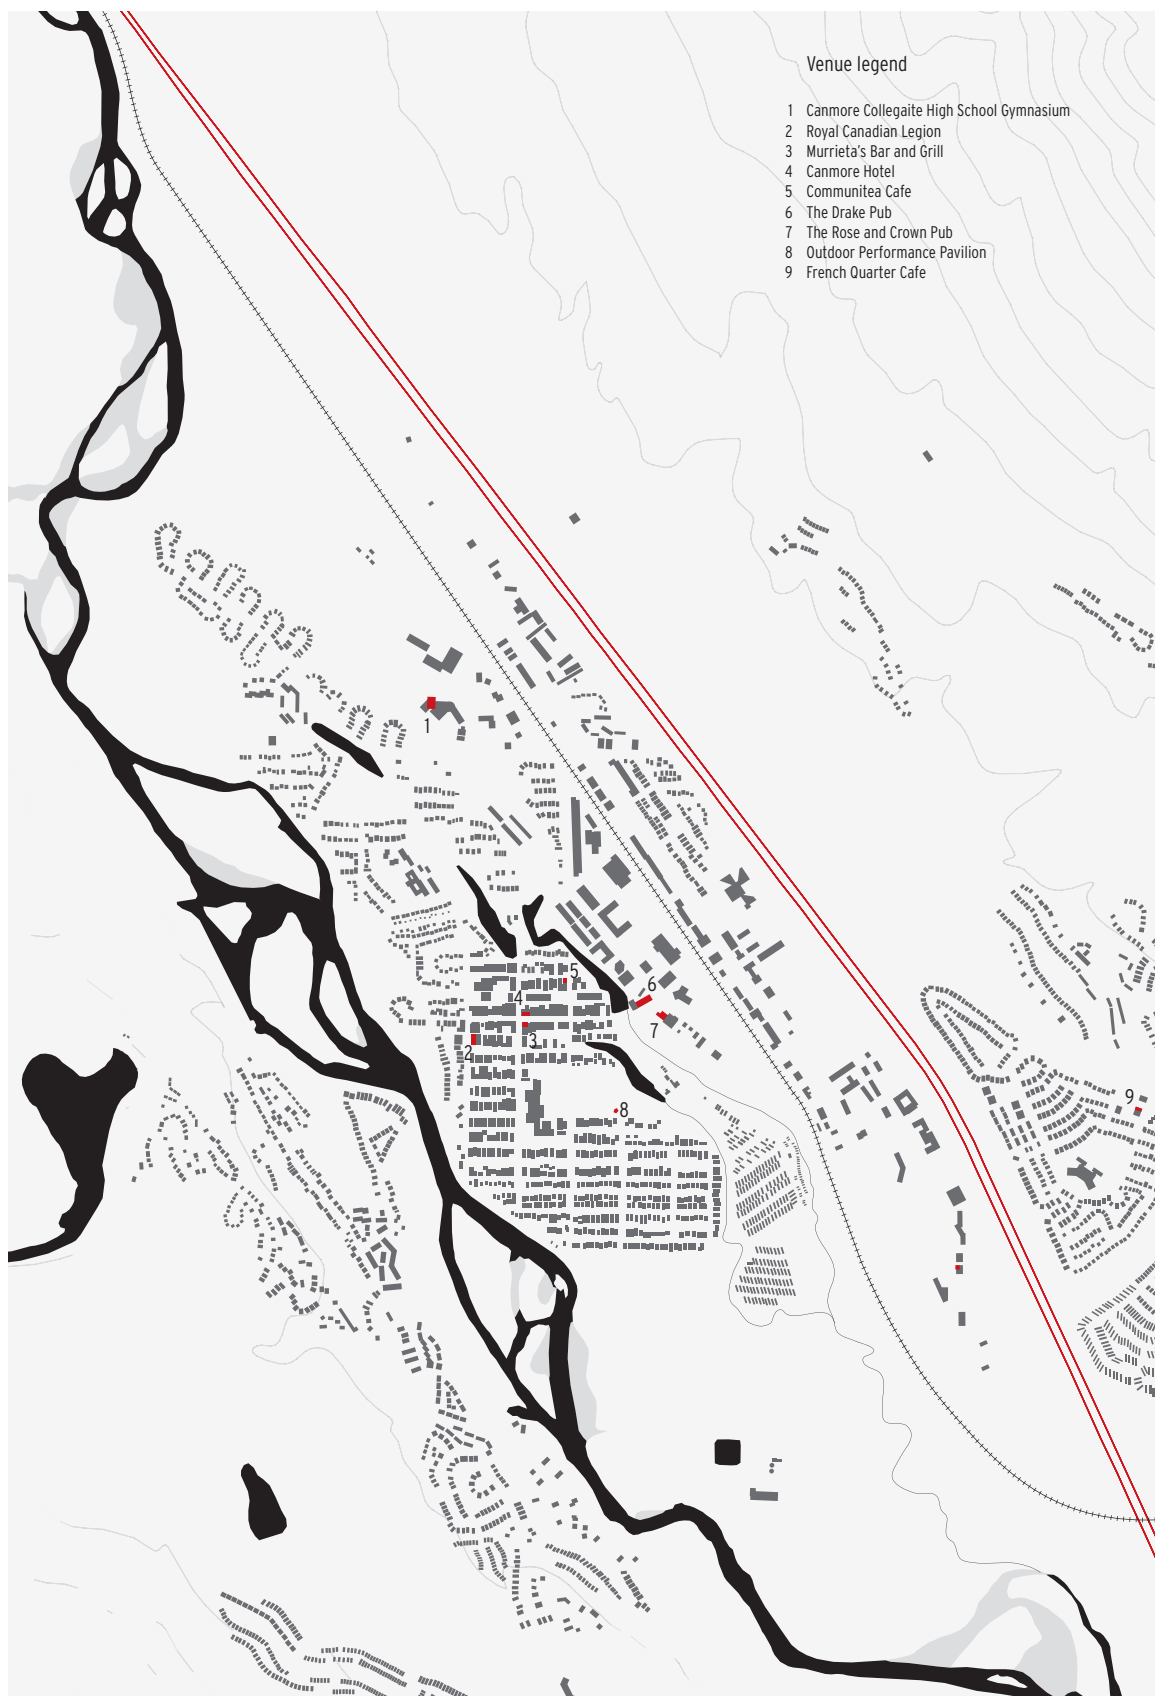 Venue legend
1 Canmore Collegaite High School Gymnasium
2 Royal Canadian Legion
3 Murrieta's Bar and Grill
4 Canmore Hotel
5 Communitea Cafe
6 The Drake Pub
7 The Rose and Crown Pub
8 Outdoor Performance Pavilion
9 French Quarter Cafe
1
5
6
4
7
3
2
9
8